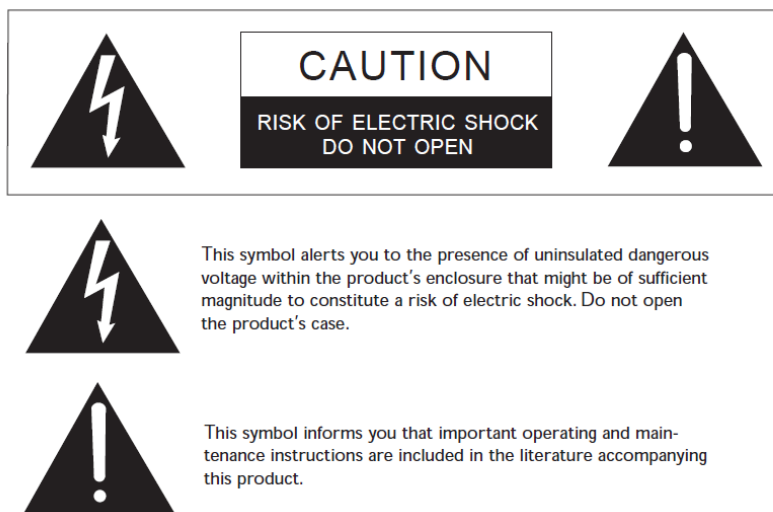 CAUTION
RISK OF ELECTRIC SHOCK
DO NOT OPEN
This symbol alerts you to the presence of uninsulated dangerous
voltage within the product's enclosure that might be of sufficient
magnitude to constitute a risk of electric shock. Do not open
the product's case.
This symbol informs you that important operating and main-
tenance instructions are included in the literature accompanying
this product.